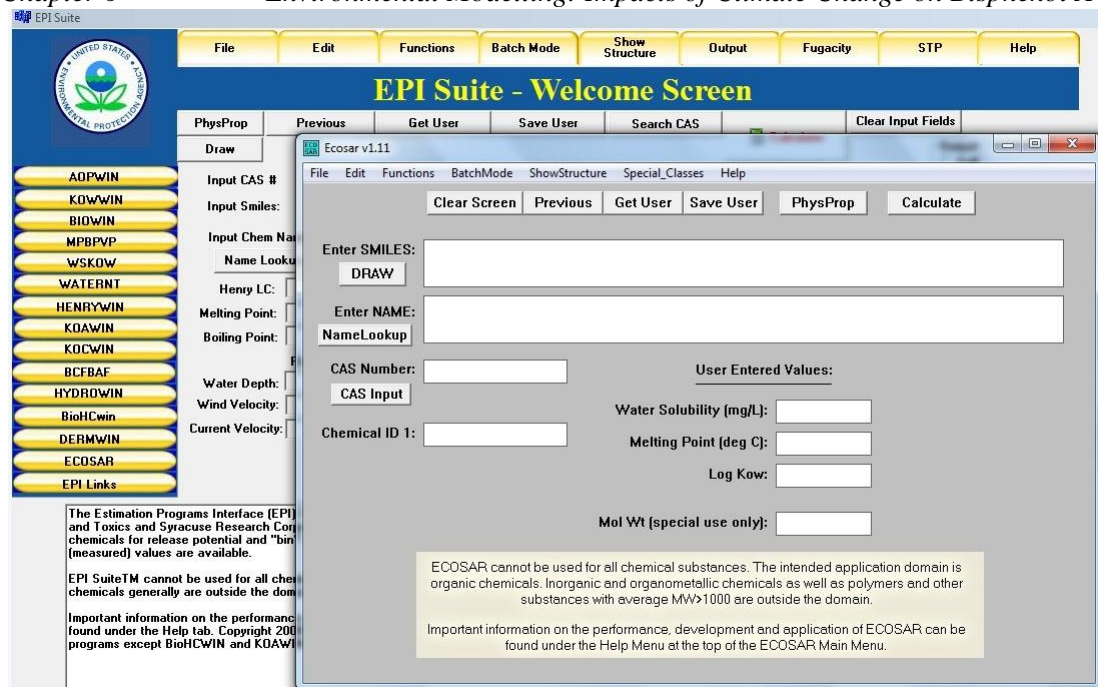 EPI Suite
UNITED STATES
ENVIRONMENTAL PROTECTION AGENCY
File Edit Functions Batch Mode Show Structure Output Fugacity STP Help
EPI Suite - Welcome Screen
PhysProp Previous Get User Save User Search CAS Clear Input Fields
Draw
Input CAS #
Input Smiles:
Input Chem
Henry LC:
Melting Point:
Boiling Point:
Water Depth:
Wind Velocity:
Current Velocity:
AOPWIN
KOWWIN
BIOWIN
MPBPVP
WSKOW
WATERNT
HENRYWIN
KOAWIN
KOCWIN
BCFBAF
HYDROWIN
BioHCwin
DERMWIN
ECOSAR
EPI Links
The Estimation Programs Interface (EPI)
and Toxics and Syracuse Research
chemicals for release potential and
(measured) values are available.
EPI SuiteTM cannot be used for all
chemicals generally are outside the
Important information on the
found under the Help tab. Copyright
programs except BioHCWIN and
Ecosar v1.11
File Edit Functions BatchMode ShowStructure Special_Classes Help
Clear Screen Previous Get User Save User PhysProp Calculate
Enter SMILES:
DRAW
Enter NAME:
NameLookup
CAS Number:
CAS Input
Chemical ID 1:
User Entered Values:
Water Solubility (mg/L):
Melting Point (deg C):
Log Kow:
Mol Wt (special use only):
ECOSAR cannot be used for all chemical substances. The intended application domain is
organic chemicals. Inorganic and organometallic chemicals as well as polymers and other
substances with average MW>1000 are outside the domain.
Important information on the performance, development and application of ECOSAR can be
found under the Help Menu at the top of the ECOSAR Main Menu.